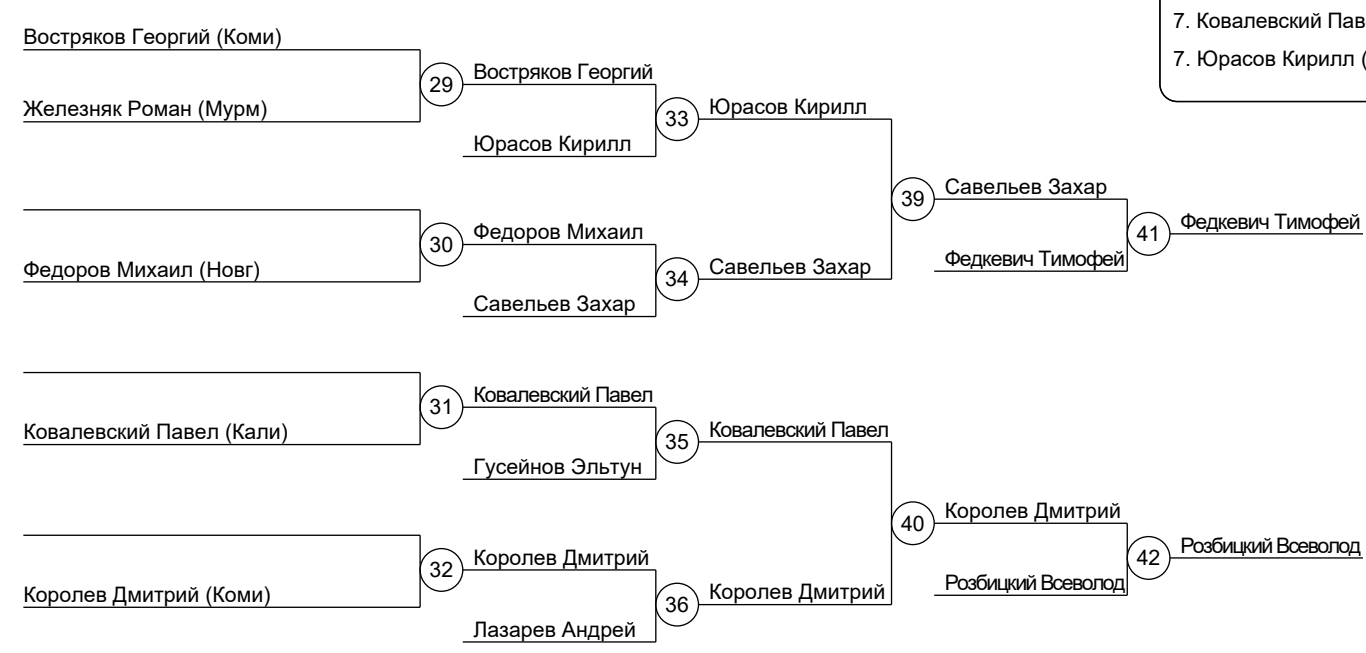 7. Ковалевский Пав
7. Юрасов Кирилл (
Востряков Георгий (Коми)
29
Востряков Георгий
Железняк Роман (Мурм)
33
Юрасов Кирилл
Юрасов Кирилл
39
Савельев Захар
30
Федоров Михаил
41
Федкевич Тимофей
Федоров Михаил (Новг)
34
Савельев Захар
Федкевич Тимофей
Савельев Захар
31
Ковалевский Павел
Ковалевский Павел (Кали)
35
Ковалевский Павел
Гусейнов Эльтун
40
Королев Дмитрий
32
Королев Дмитрий
42
Розбицкий Всеволод
Королев Дмитрий (Коми)
36
Королев Дмитрий
Розбицкий Всеволод
Лазарев Андрей